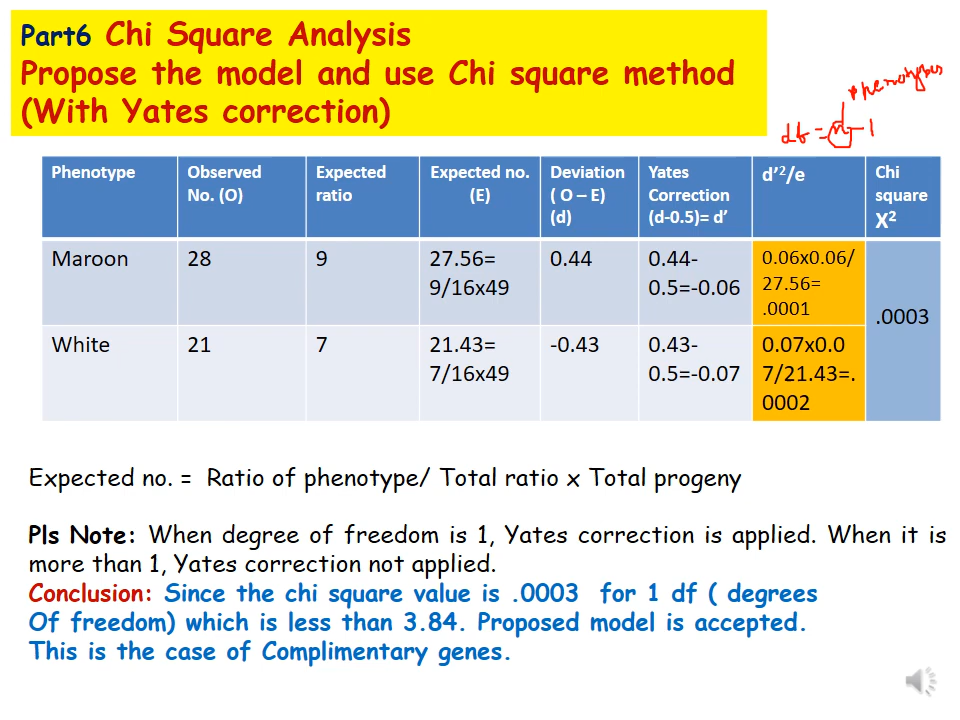 Part6 Chi Square Analysis
Propose the model and use Chi square method
(With Yates correction)
phenotypes
df = n-1
Phenotype
Observed
No. (O)
Expected
ratio
Expected no.
(E)
Deviation
( O – E)
(d)
Yates
Correction
(d-0.5)= d’
d’²/e
Chi
square
X²
Maroon
28
9
27.56=
9/16x49
0.44
0.44-
0.5=-0.06
0.06x0.06/
27.56=
.0001
.0003
White
21
7
21.43=
7/16x49
-0.43
0.43-
0.5=-0.07
0.07x0.0
7/21.43=.
0002
Expected no. = Ratio of phenotype/ Total ratio x Total progeny
Pls Note: When degree of freedom is 1, Yates correction is applied. When it is
more than 1, Yates correction not applied.
Conclusion: Since the chi square value is .0003 for 1 df ( degrees
Of freedom) which is less than 3.84. Proposed model is accepted.
This is the case of Complimentary genes.